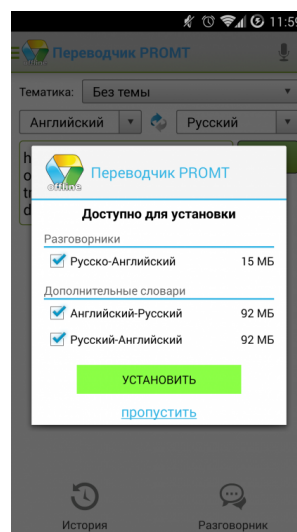 11:59
Переводчик PROMT
Тематика: Без темы
Английский Русский
Переводчик PROMT
offline
Доступно для установки
Разговорники
Русско-Английский 15 МБ
Дополнительные словари
Английский-Русский 92 МБ
Русский-Английский 92 МБ
УСТАНОВИТЬ
пропустить
История Разговорник